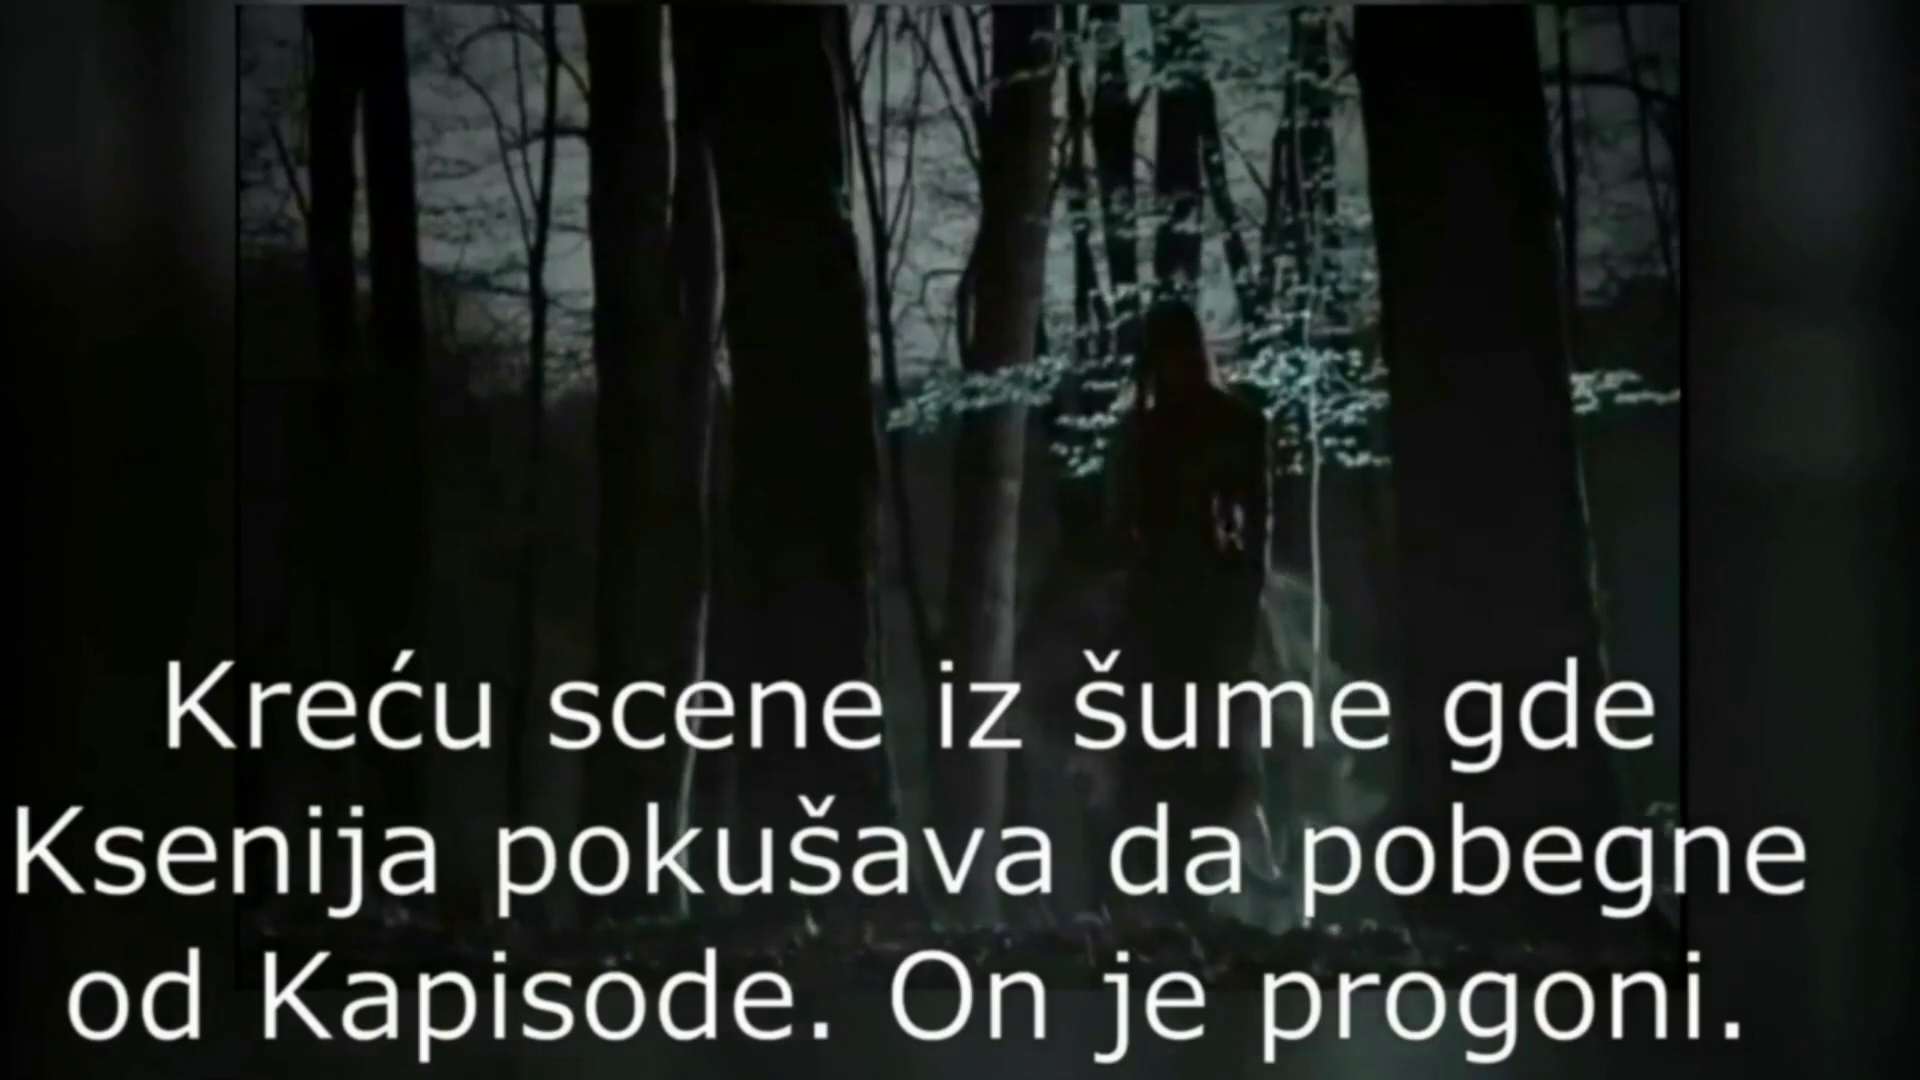 Kreću scene iz šume gde
Ksenija pokušava da pobegne
od Kapisode. On je progoni.